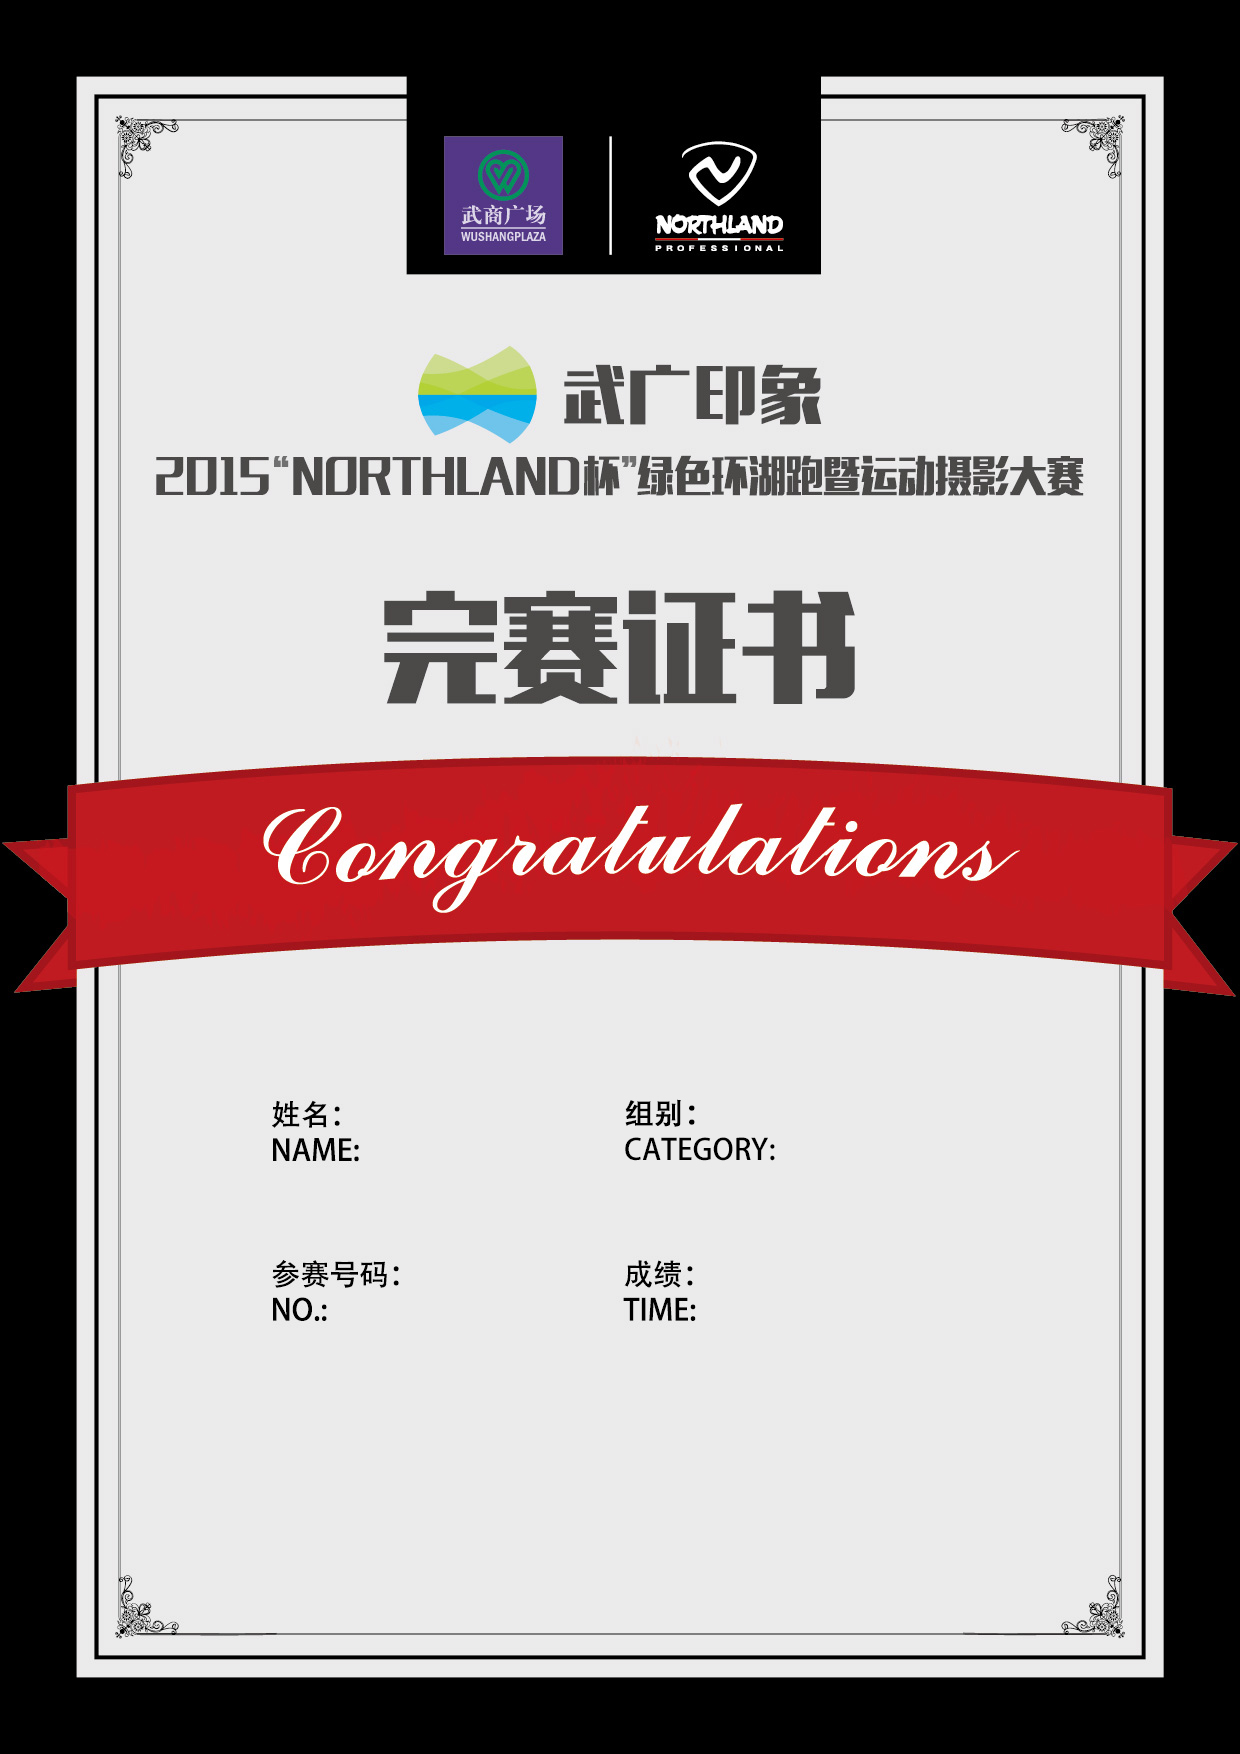 武商广场
WUSHANGPLAZA
NORTHLAND
PROFESSIONAL
武广印象
2015“NORTHLAND杯”绿色环湖跑暨运动摄影大赛
完赛证书
Congratulations
姓名：
NAME:
组别：
CATEGORY:
参赛号码：
NO.:
成绩：
TIME: